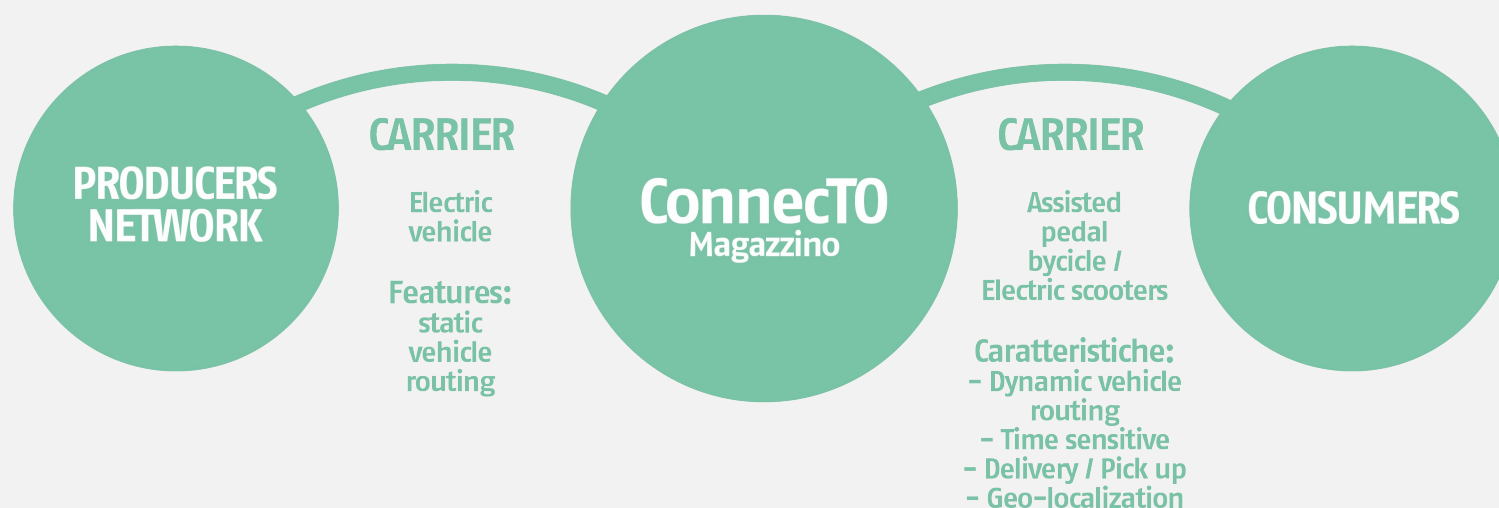 PRODUCERS
NETWORK
CARRIER
Electric
vehicle
Features:
static
vehicle
routing
ConnecTO
Magazzino
CARRIER
Assisted
pedal
bycicle /
Electric scooters
Caratteristiche:
- Dynamic vehicle
routing
- Time sensitive
- Delivery / Pick up
- Geo-localization
CONSUMERS